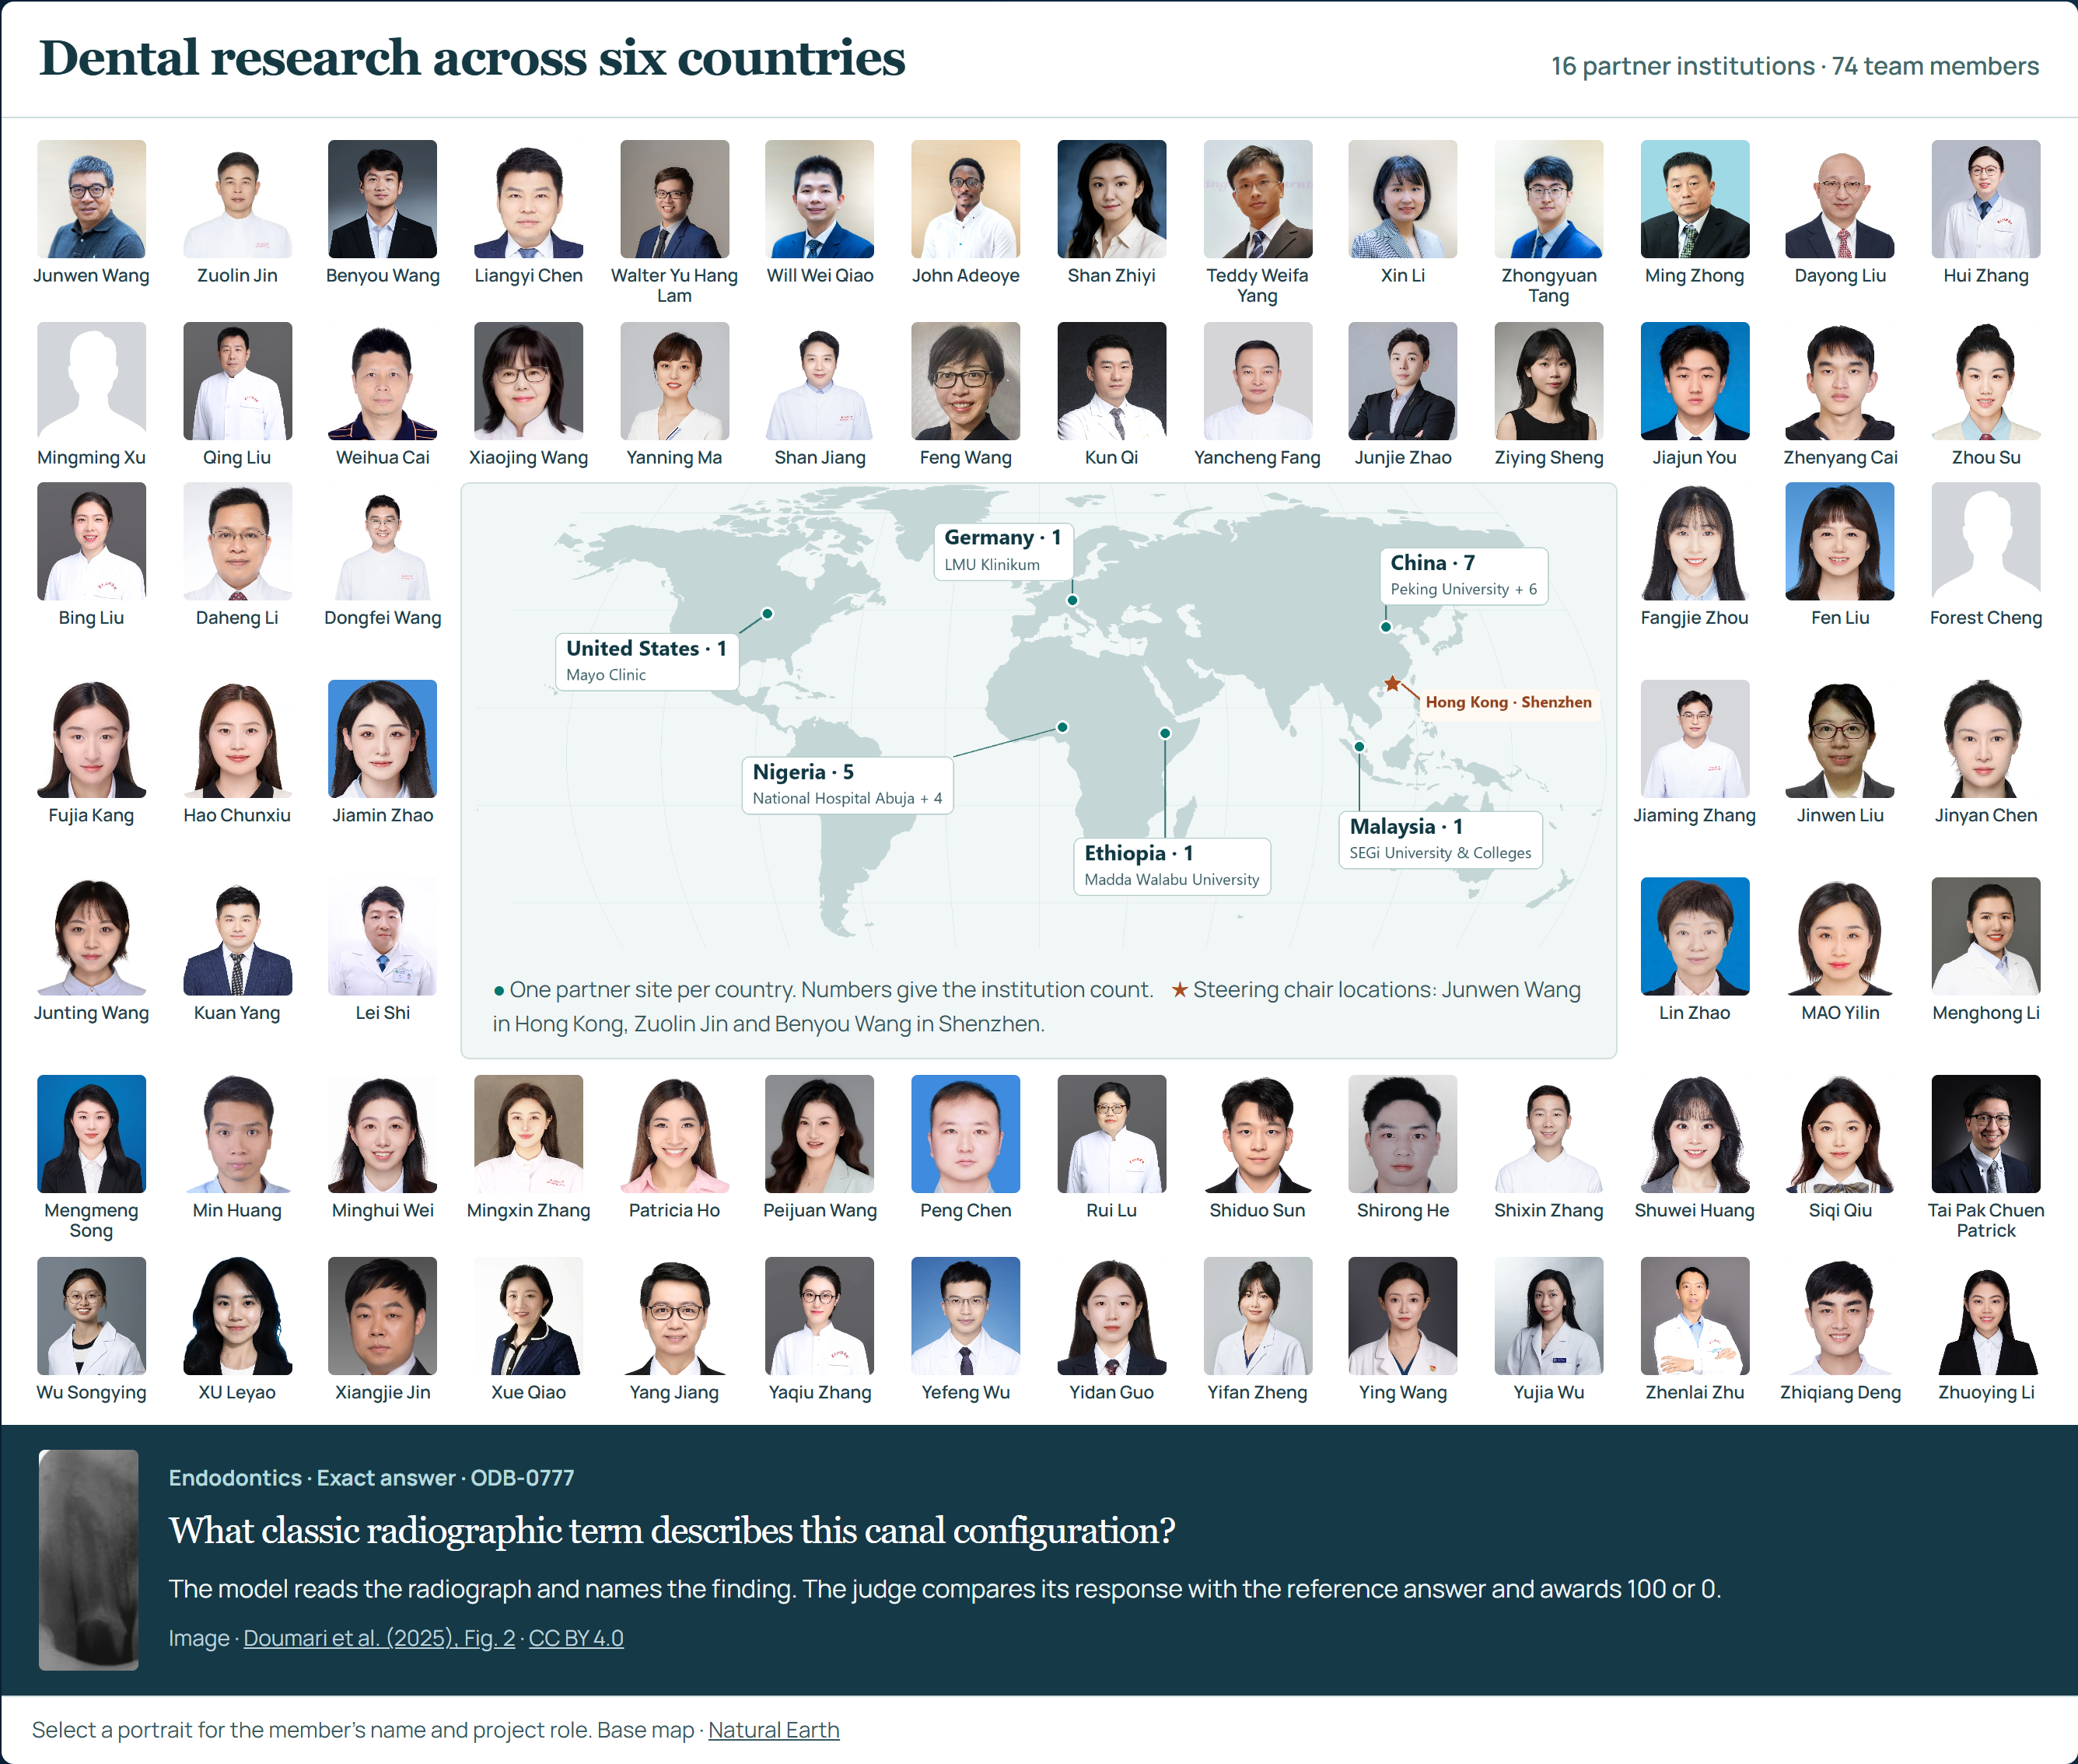 Dental research across six countries
16 partner institutions · 74 team members
Junwen Wang
Zuolin Jin
Benyou Wang
Liangyi Chen
Walter Yu Hang
Lam
Will Wei Qiao
John Adeoye
Shan Zhiyi
Teddy Weifa
Yang
Xin Li
Zhongyuan
Tang
Ming Zhong
Dayong Liu
Hui Zhang
Mingming Xu
Qing Liu
Weihua Cai
Xiaojing Wang
Yanning Ma
Shan Jiang
Feng Wang
Kun Qi
Yancheng Fang
Junjie Zhao
Ziying Sheng
Jiajun You
Zhenyang Cai
Zhou Su
Bing Liu
Daheng Li
Dongfei Wang
Fangjie Zhou
Fen Liu
Forest Cheng
Fujia Kang
Hao Chunxiu
Jiamin Zhao
Jiaming Zhang
Jinwen Liu
Jinyan Chen
Junting Wang
Kuan Yang
Lei Shi
Lin Zhao
MAO Yilin
Menghong Li
Germany · 1
LMU Klinikum
China · 7
Peking University + 6
United States · 1
Mayo Clinic
Hong Kong · Shenzhen
Nigeria · 5
National Hospital Abuja + 4
Malaysia · 1
SEGi University & Colleges
Ethiopia · 1
Madda Walabu University
● One partner site per country. Numbers give the institution count. ★ Steering chair locations: Junwen Wang
in Hong Kong, Zuolin Jin and Benyou Wang in Shenzhen.
Mengmeng
Song
Min Huang
Minghui Wei
Mingxin Zhang
Patricia Ho
Peijuan Wang
Peng Chen
Rui Lu
Shiduo Sun
Shirong He
Shixin Zhang
Shuwei Huang
Siqi Qiu
Tai Pak Chuen
Patrick
Wu Songying
XU Leyao
Xiangjie Jin
Xue Qiao
Yang Jiang
Yaqiu Zhang
Yefeng Wu
Yidan Guo
Yifan Zheng
Ying Wang
Yujia Wu
Zhenlai Zhu
Zhiqiang Deng
Zhuoying Li
Endodontics · Exact answer · ODB-0777
What classic radiographic term describes this canal configuration?
The model reads the radiograph and names the finding. The judge compares its response with the reference answer and awards 100 or 0.
Image · Doumari et al. (2025), Fig. 2 · CC BY 4.0
Select a portrait for the member's name and project role. Base map · Natural Earth